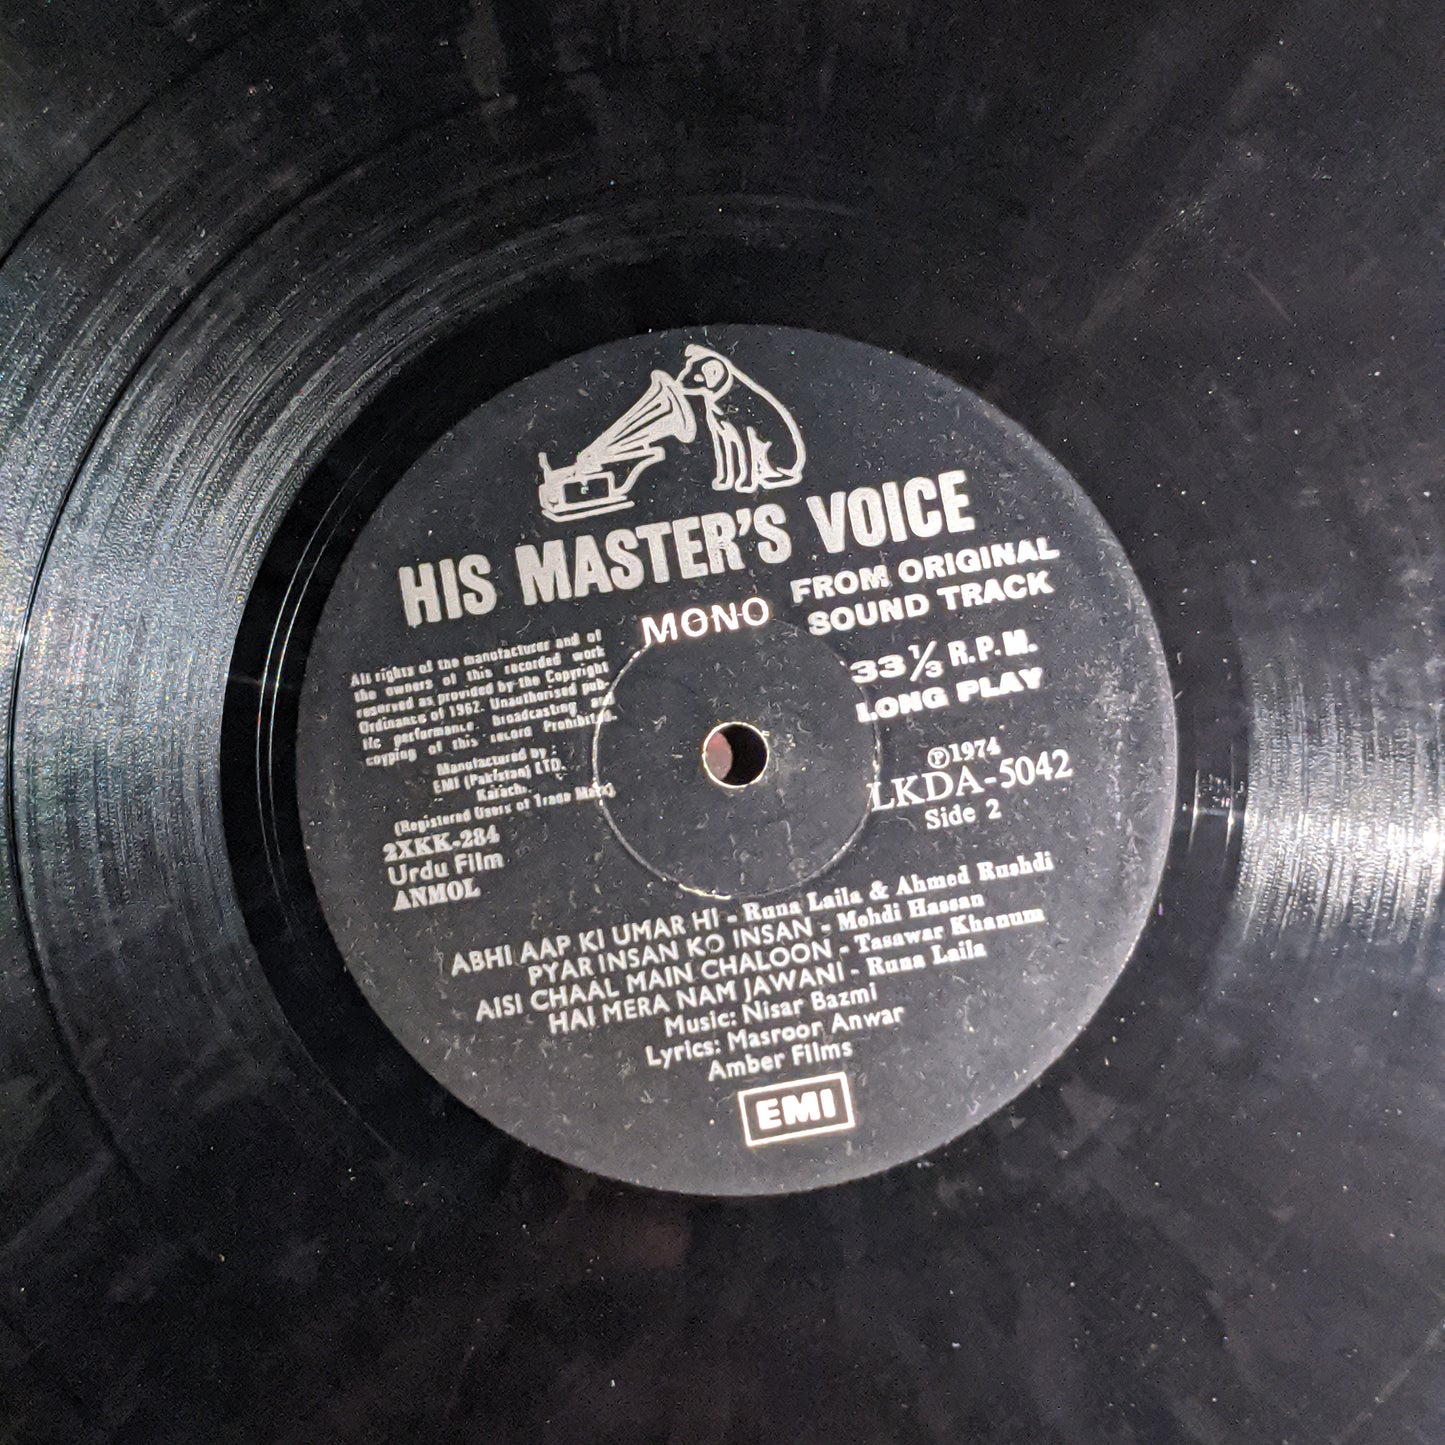 HIS MASTER'S VOICE
MONO
FROM ORIGINAL
SOUND TRACK
33⅓ R.P.M.
LONG PLAY
All rights of the manufacturer and of
the owners of this recorded work
reserved as provided by the Copyright
Ordinance of 1962. Unauthorised pub-
lic performance. broadcasting
copying of this record Prohibited.
Manufactured by :
EMI (Pakistan) LTD.
Karachi.
(Registered Users of Trade Mark)
℗1974
LKDA-5042
Side 2
2XKK-284
Urdu Film
ANMOL
ABHI AAP KI UMAR HI - Runa Laila & Ahmed Rushdi
PYAR INSAN KO INSAN - Mehdi Hassan
AISI CHAAL MAIN CHALOON - Tasawar Khanum
HAI MERA NAM JAWANI - Runa Laila
Music: Nisar Bazmi
Lyrics: Masroor Anwar
Amber Films
EMI